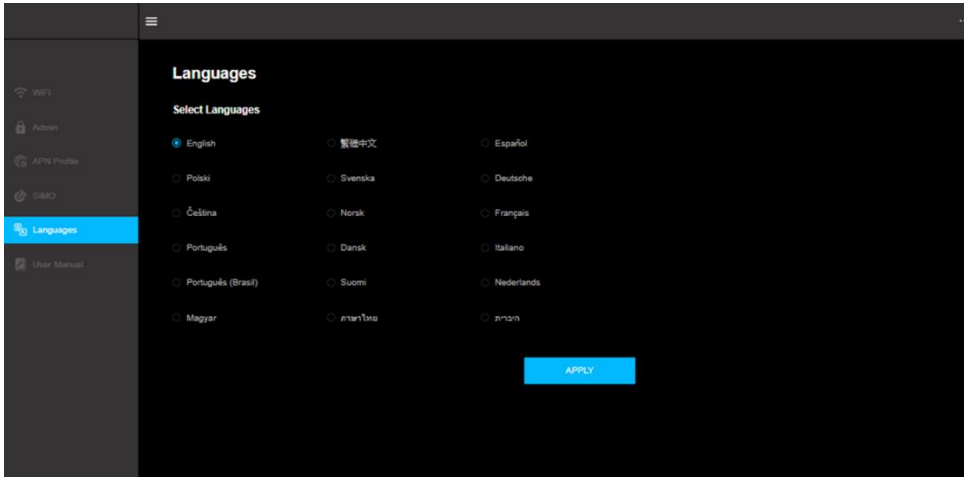 WiFi
Admin
APN Profile
SIMO
Languages
User Manual
Languages
Select Languages
English 繁體中文 Español
Polski Svenska Deutsche
Čeština Norsk Français
Português Dansk Italiano
Português (Brasil) Suomi Nederlands
Magyar ภาษาไทย היברית
APPLY